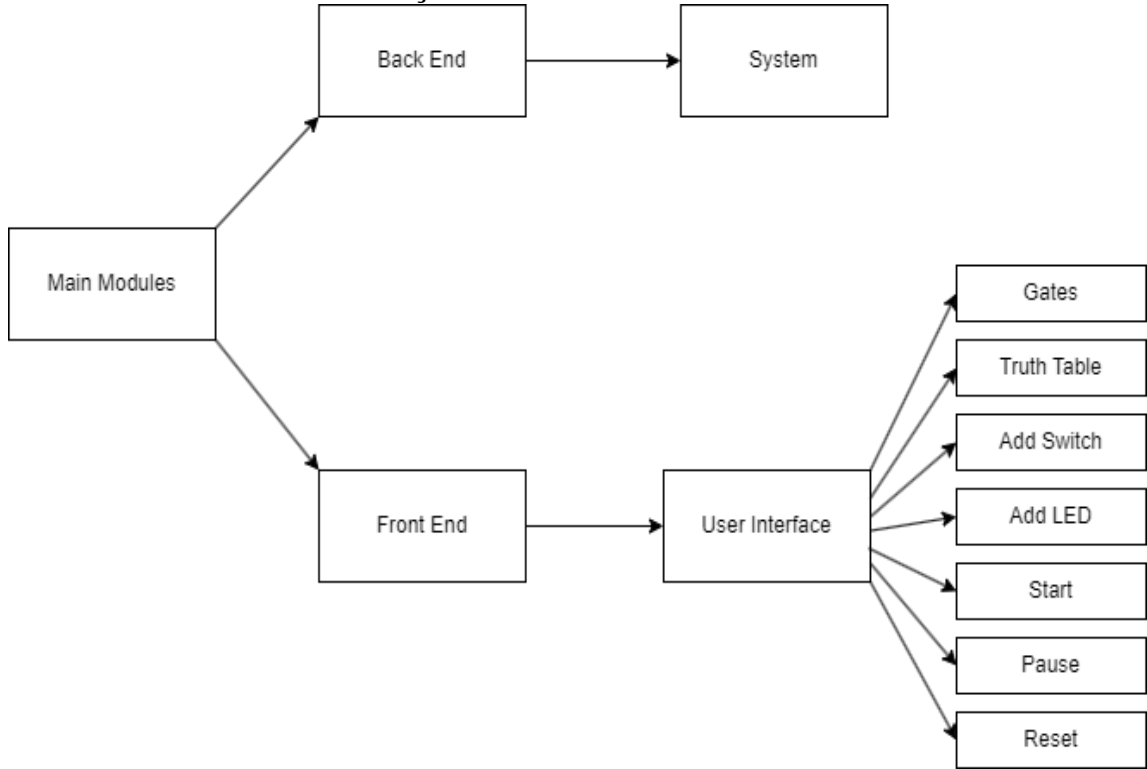 Back End
System
Main Modules
Gates
Truth Table
Add Switch
Front End
User Interface
Add LED
Start
Pause
Reset